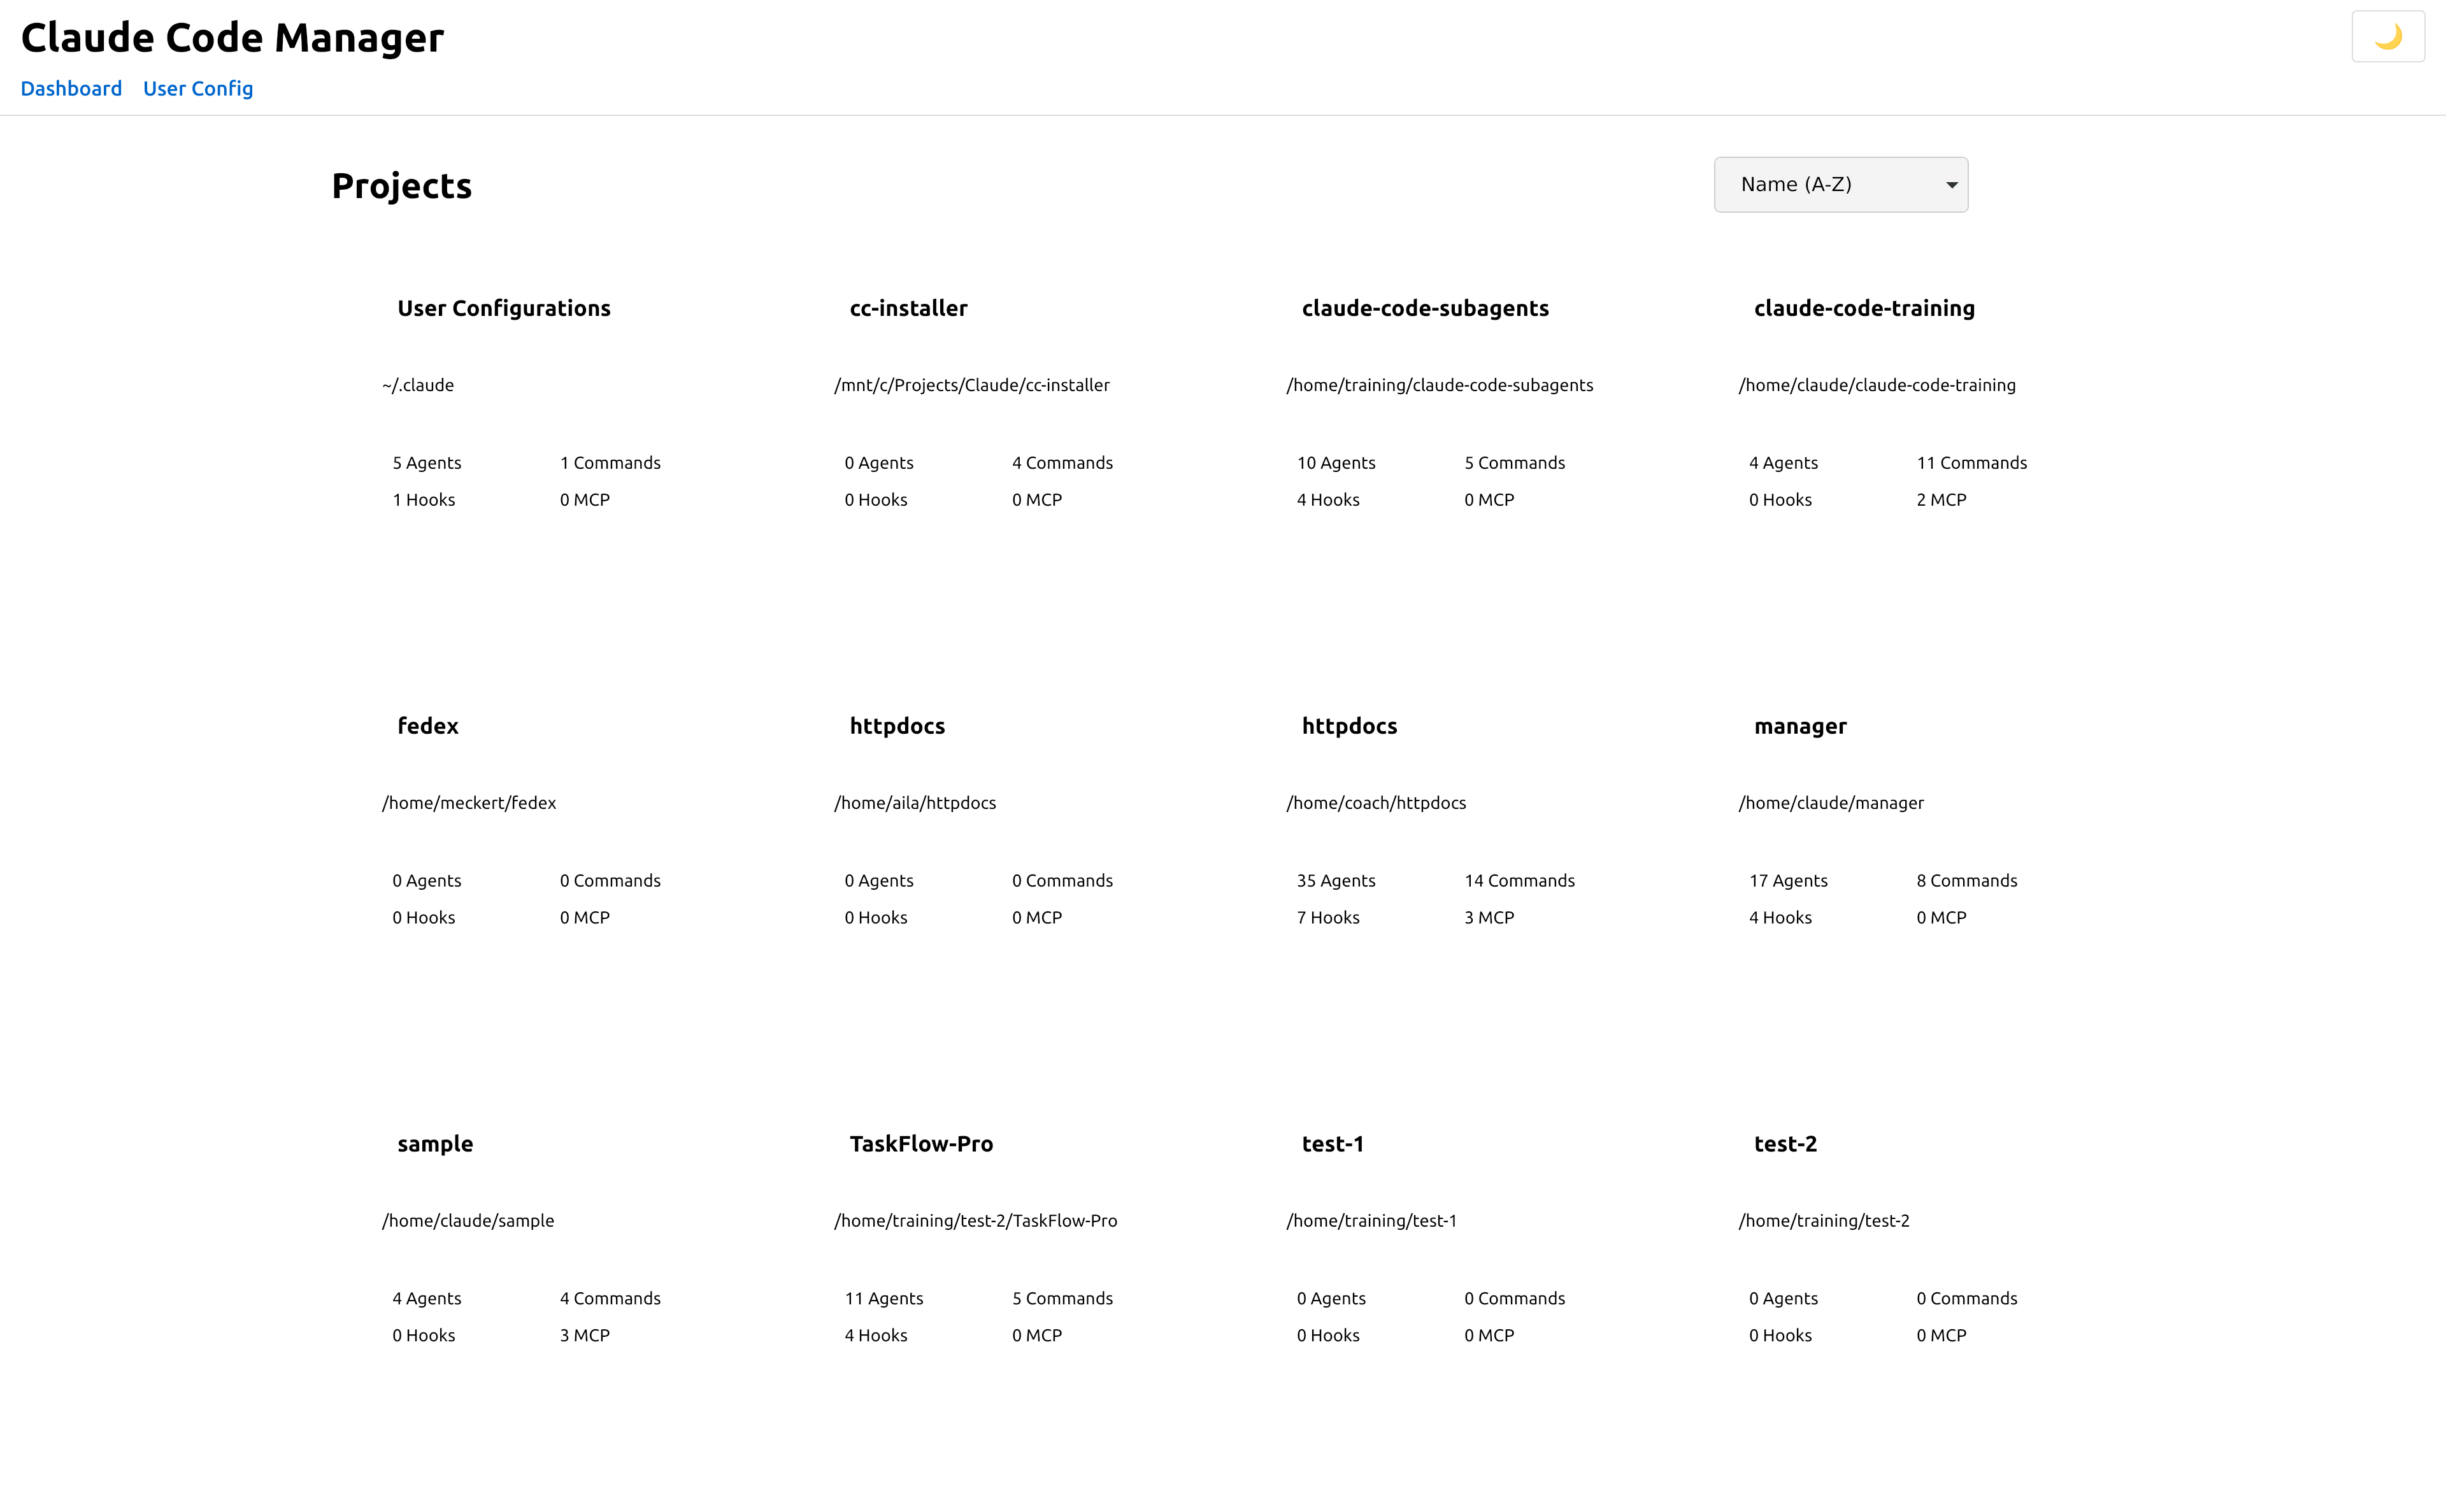 Claude Code Manager
Dashboard User Config
Projects
Name (A-Z)
User Configurations
~/.claude
5 Agents 1 Commands
1 Hooks 0 MCP
cc-installer
/mnt/c/Projects/Claude/cc-installer
0 Agents 4 Commands
0 Hooks 0 MCP
claude-code-subagents
/home/training/claude-code-subagents
10 Agents 5 Commands
4 Hooks 0 MCP
claude-code-training
/home/claude/claude-code-training
4 Agents 11 Commands
0 Hooks 2 MCP
fedex
/home/meckert/fedex
0 Agents 0 Commands
0 Hooks 0 MCP
httpdocs
/home/aila/httpdocs
0 Agents 0 Commands
0 Hooks 0 MCP
httpdocs
/home/coach/httpdocs
35 Agents 14 Commands
7 Hooks 3 MCP
manager
/home/claude/manager
17 Agents 8 Commands
4 Hooks 0 MCP
sample
/home/claude/sample
4 Agents 4 Commands
0 Hooks 3 MCP
TaskFlow-Pro
/home/training/test-2/TaskFlow-Pro
11 Agents 5 Commands
4 Hooks 0 MCP
test-1
/home/training/test-1
0 Agents 0 Commands
0 Hooks 0 MCP
test-2
/home/training/test-2
0 Agents 0 Commands
0 Hooks 0 MCP